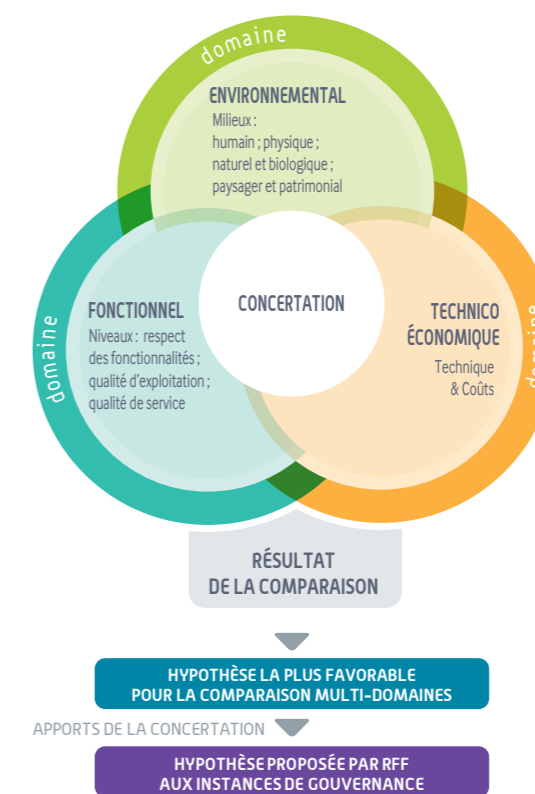 domaine
ENVIRONNEMENTAL
Milieux :
humain ; physique ;
naturel et biologique ;
paysager et patrimonial
domaine
FONCTIONNEL
Niveaux : respect
des fonctionnalités ;
qualité d'exploitation ;
qualité de service
CONCERTATION
TECHNICO
ÉCONOMIQUE
Technique
& Coûts
domaine
RÉSULTAT
DE LA COMPARAISON
HYPOTHÈSE LA PLUS FAVORABLE
POUR LA COMPARAISON MULTI-DOMAINES
APPORTS DE LA CONCERTATION
HYPOTHÈSE PROPOSÉE PAR RFF
AUX INSTANCES DE GOUVERNANCE